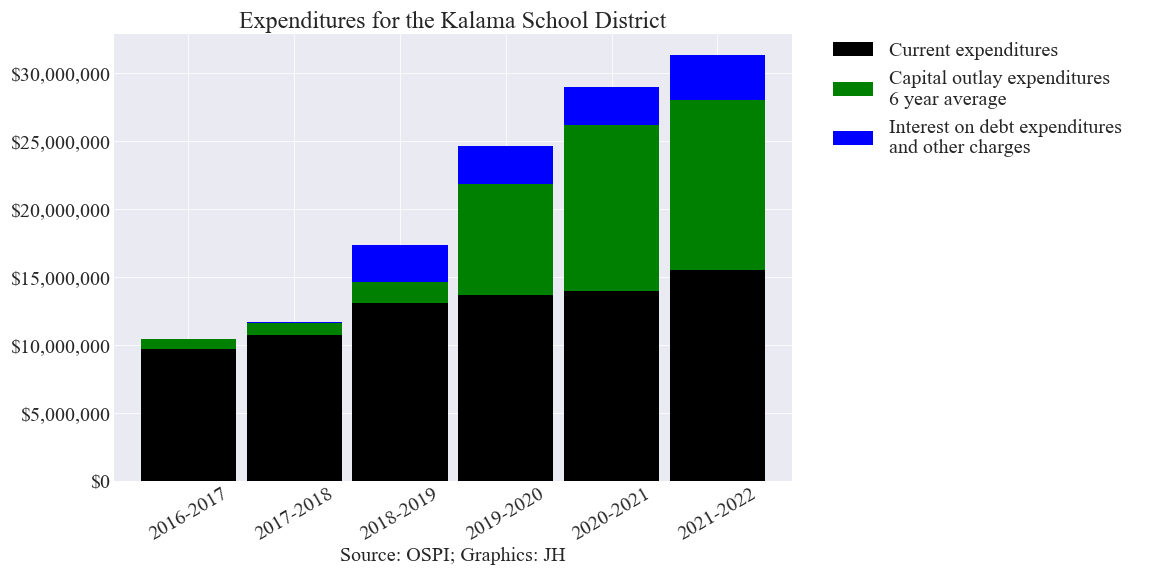 Expenditures for the Kalama School District
$30,000,000
$25,000,000
$20,000,000
$15,000,000
$10,000,000
$5,000,000
$0
2016-2017
2017-2018
2018-2019
2019-2020
2020-2021
2021-2022
Source: OSPI; Graphics: JH
Current expenditures
Capital outlay expenditures
6 year average
Interest on debt expenditures
and other charges